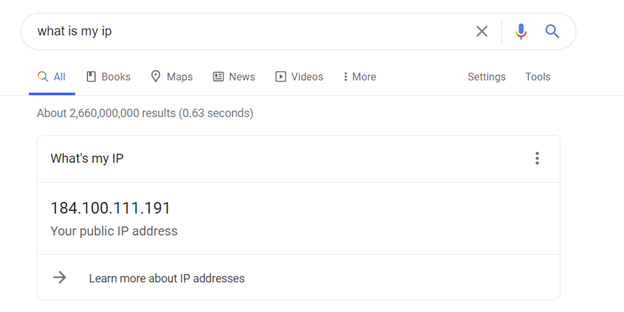 what is my ip
All Books Maps News Videos More Settings Tools
About 2,660,000,000 results (0.63 seconds)
What's my IP
184.100.111.191
Your public IP address
Learn more about IP addresses